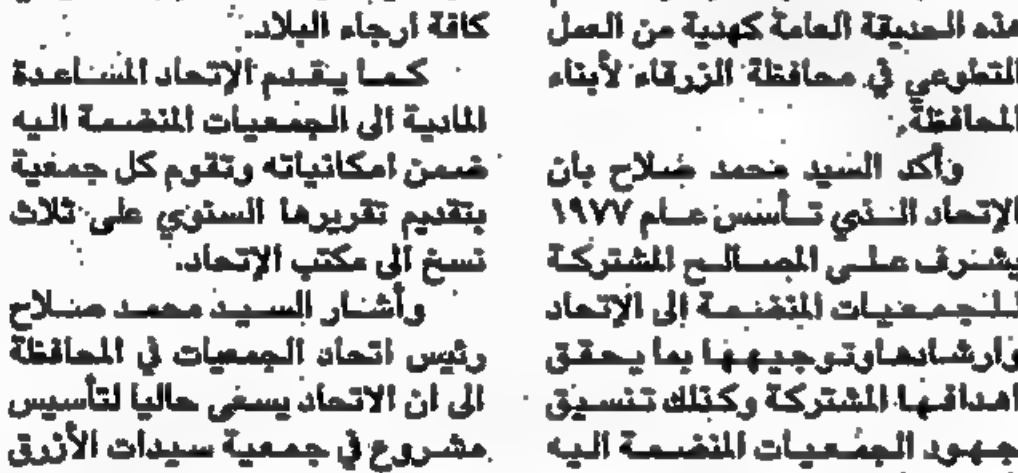 هذه الحديقة العامة كهدية من العمل
التطوعي في محافظة الزرقاء لأبناء
المحافظة.
وأكد السيد محمد صلاح بان
الإتحاد الذي تأسس عام ١٩٧٧
يشرف على المصالح المشتركة
للجمعيات المنضمة إلى الإتحاد
وارشادها وتوجيهها بما يحقق
اهدافها المشتركة وكذلك تنسيق
جهود الجمعيات المنضمة اليه
كافة ارجاء البلاد.
كما يقدم الإتحاد المساعدة
المادية الى الجمعيات المنضمة اليه
ضمن امكانياته وتقوم كل جمعية
بتقديم تقريرها السنوي على ثلاث
نسخ الى مكتب الإتحاد.
وأشار السيد محمد صلاح
رئيس اتحاد الجمعيات في المحافظة
الى ان الاتحاد يسعى حاليا لتأسيس
مشروع في جمعية سيدات الأزرق